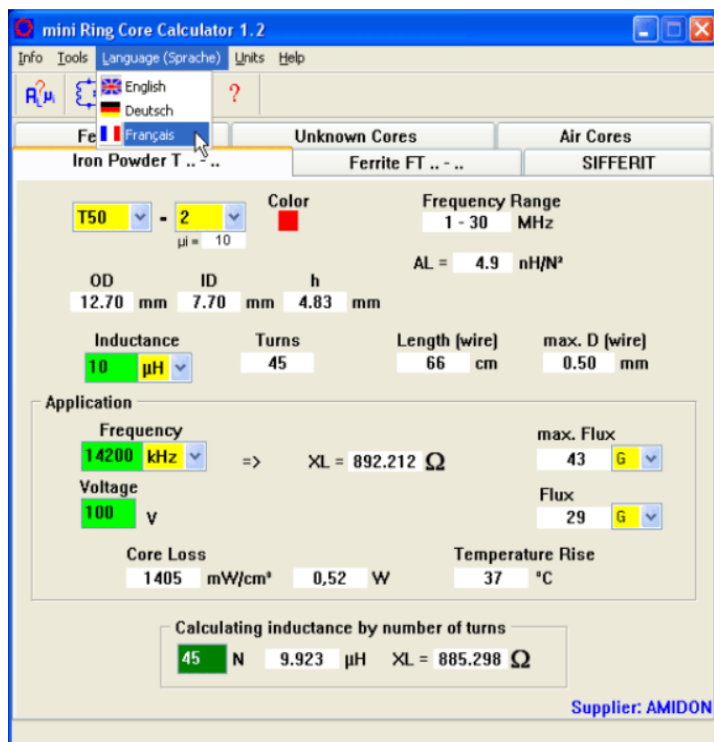 mini Ring Core Calculator 1.2
Info Tools Language (Sprache) Units Help
English
Deutsch
Français
?
Fe
Unknown Cores
Air Cores
Iron Powder T .. - ..
Ferrite FT .. - ..
SIFFERIT
T50 - 2
Color
Frequency Range
1 - 30 MHz
µi = 10
AL = 4.9 nH/N²
OD ID h
12.70 mm 7.70 mm 4.83 mm
Inductance Turns Length (wire) max. D (wire)
10 µH 45 66 cm 0.50 mm
Application
Frequency
14200 kHz => XL = 892.212 Ω
max. Flux
43 G
Voltage
100 V
Flux
29 G
Core Loss Temperature Rise
1405 mW/cm³ 0,52 W 37 °C
Calculating inductance by number of turns
45 N 9.923 µH XL = 885.298 Ω
Supplier: AMIDON